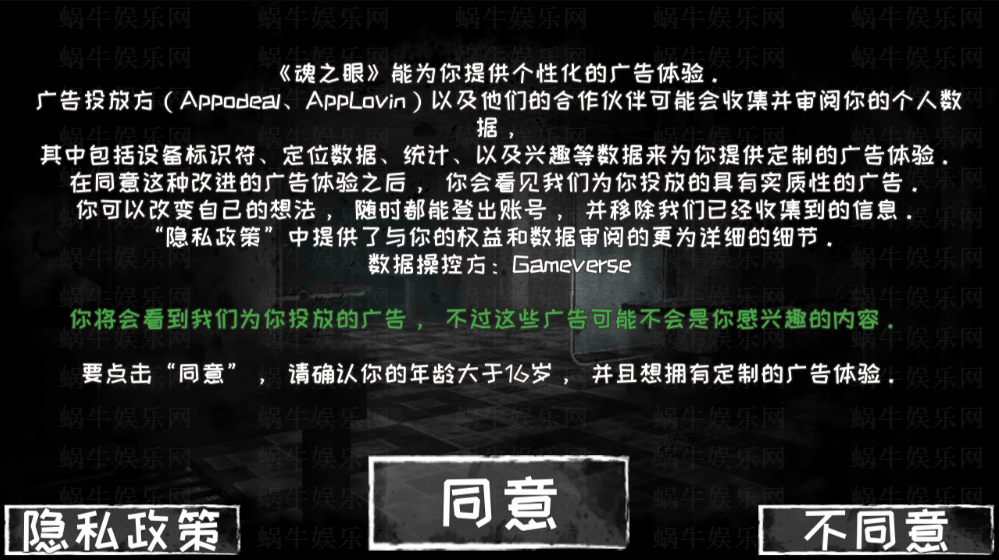 《魂之眼》能为你提供个性化的广告体验.
广告投放方(Appodeal、AppLovin)以及他们的合作伙伴可能会收集并审阅你的个人数
据,
其中包括设备标识符、定位数据、统计、以及兴趣等数据来为你提供定制的广告体验.
在同意这种改进的广告体验之后, 你会看见我们为你投放的具有实质性的广告.
你可以改变自己的想法, 随时都能登出账号, 并移除我们已经收集到的信息.
“隐私政策”中提供了与你的权益和数据审阅的更为详细的细节.
数据操控方: Gameverse
你将会看到我们为你投放的广告, 不过这些广告可能不会是你感兴趣的内容.
要点击“同意”, 请确认你的年龄大于16岁, 并且想拥有定制的广告体验.
隐私政策
同意
不同意
蜗牛娱乐网